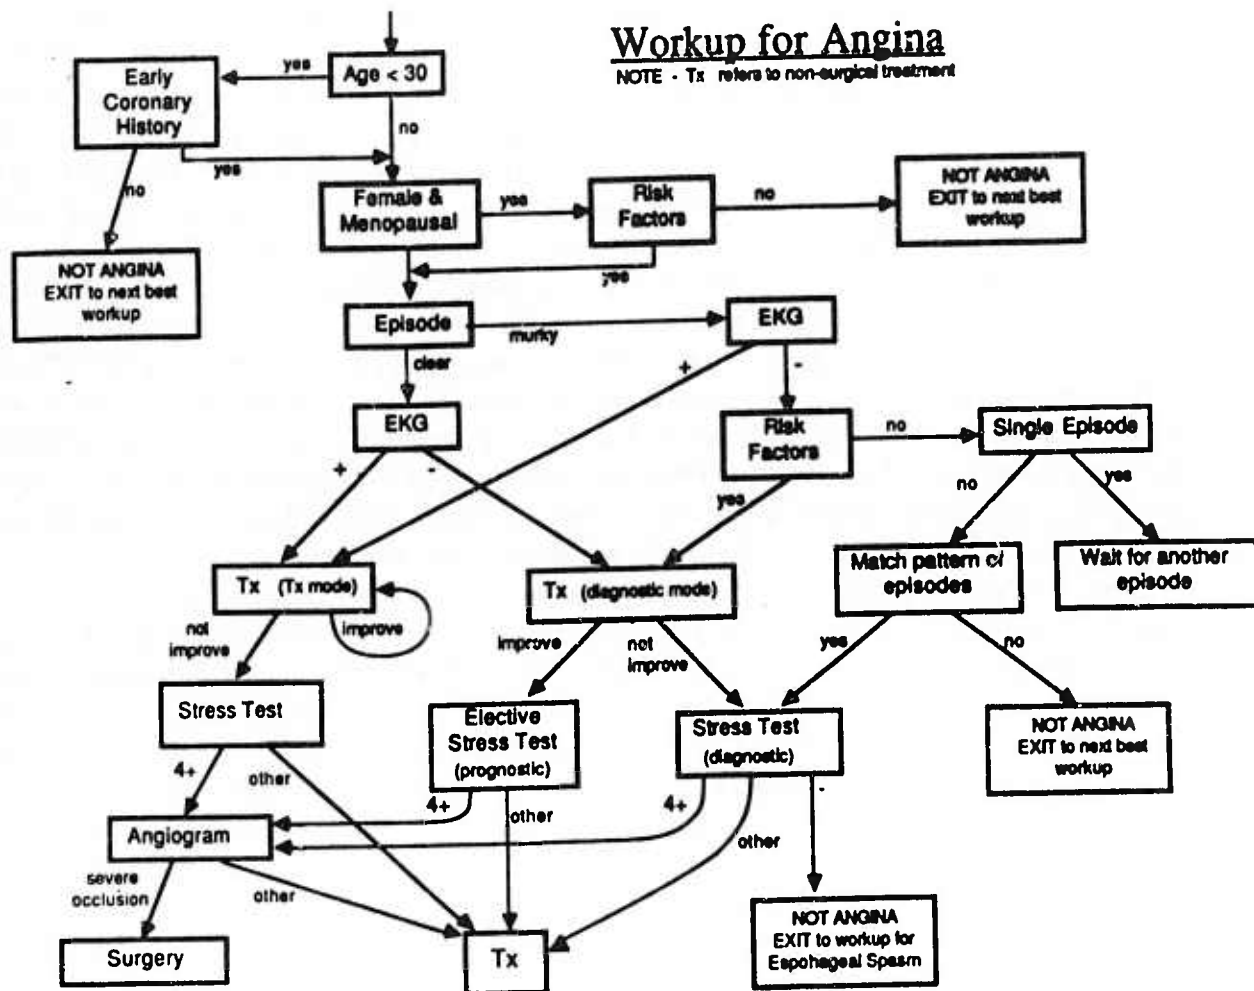 Workup for Angina
NOTE - Tx refers to non-surgical treatment
Age < 30
yes
no
Early
Coronary
History
yes
no
NOT ANGINA
EXIT to next best
workup
Female &
Menopausal
yes
Risk
Factors
no
yes
NOT ANGINA
EXIT to next best
workup
Episode
murky
clear
EKG
+
-
EKG
+
-
Risk
Factors
no
yes
Single Episode
no
yes
Tx (Tx mode)
improve
not
improve
Tx (diagnostic mode)
improve
not
improve
Match pattern of
episodes
yes
no
Wait for another
episode
Stress Test
4+
other
Elective
Stress Test
(prognostic)
4+
other
Stress Test
(diagnostic)
4+
other
-
NOT ANGINA
EXIT to next best
workup
Angiogram
severe
occlusion
other
Surgery
Tx
NOT ANGINA
EXIT to workup for
Espohageal Spasm